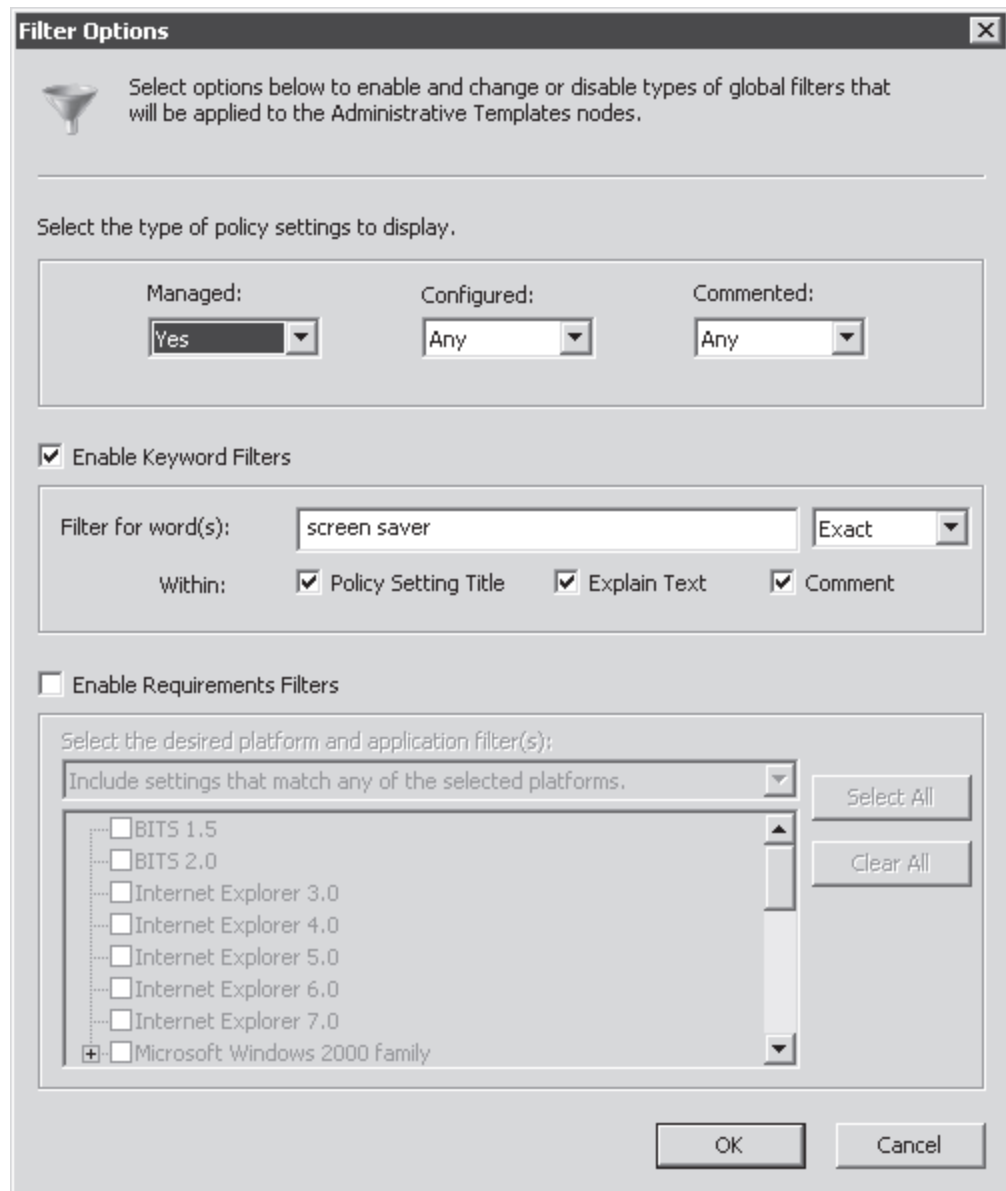 Filter Options
Select options below to enable and change or disable types of global filters that
will be applied to the Administrative Templates nodes.
Select the type of policy settings to display.
Managed: Configured: Commented:
Yes Any Any
Enable Keyword Filters
Filter for word(s): screen saver Exact
Within: Policy Setting Title Explain Text Comment
Enable Requirements Filters
Select the desired platform and application filter(s):
Include settings that match any of the selected platforms.
Select All
BITS 1.5
BITS 2.0
Clear All
Internet Explorer 3.0
Internet Explorer 4.0
Internet Explorer 5.0
Internet Explorer 6.0
Internet Explorer 7.0
Microsoft Windows 2000 family
OK Cancel